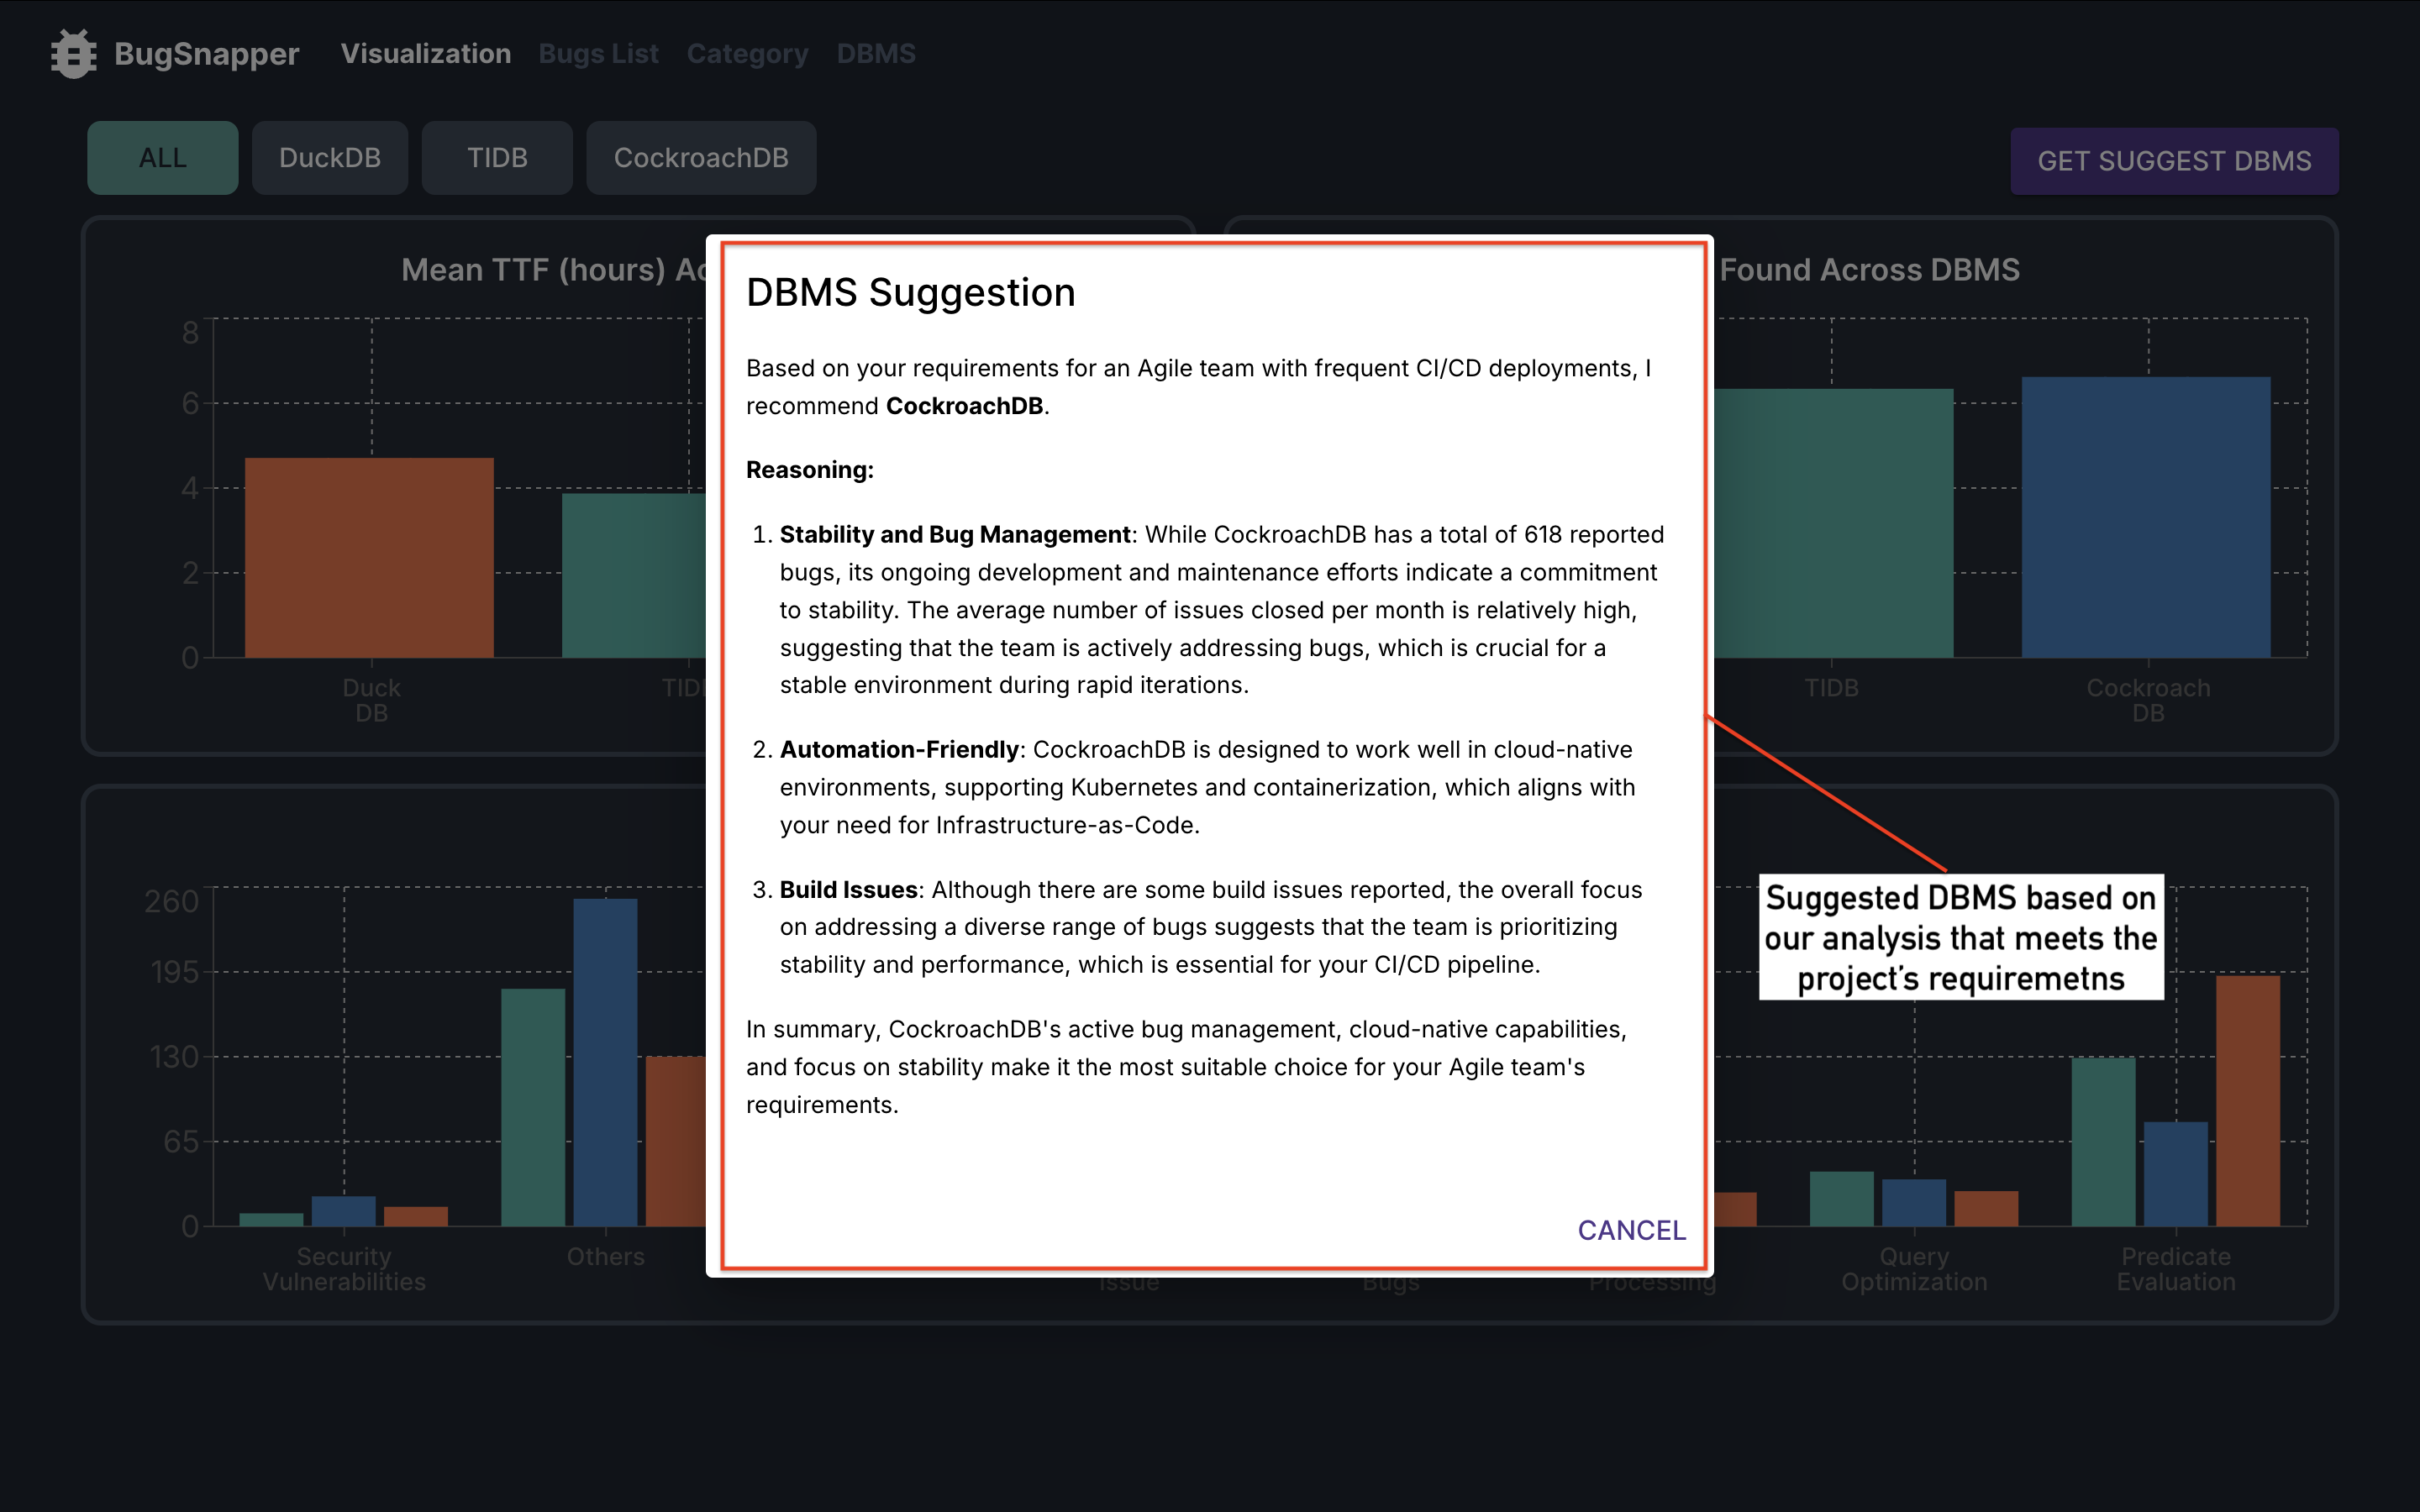 BugSnapper Visualization Bugs List Category DBMS
ALL DuckDB TIDB CockroachDB GET SUGGEST DBMS
Mean TTF (hours)
Found Across DBMS
8
6
4
2
0
Duck
DB
TIDB
Cockroach
DB
DBMS Suggestion
Based on your requirements for an Agile team with frequent CI/CD deployments, I
recommend CockroachDB.
Reasoning:
1. Stability and Bug Management: While CockroachDB has a total of 618 reported
bugs, its ongoing development and maintenance efforts indicate a commitment
to stability. The average number of issues closed per month is relatively high,
suggesting that the team is actively addressing bugs, which is crucial for a
stable environment during rapid iterations.
2. Automation-Friendly: CockroachDB is designed to work well in cloud-native
environments, supporting Kubernetes and containerization, which aligns with
your need for Infrastructure-as-Code.
3. Build Issues: Although there are some build issues reported, the overall focus
on addressing a diverse range of bugs suggests that the team is prioritizing
stability and performance, which is essential for your CI/CD pipeline.
In summary, CockroachDB's active bug management, cloud-native capabilities,
and focus on stability make it the most suitable choice for your Agile team's
requirements.
CANCEL
Suggested DBMS based on
our analysis that meets the
project's requiremetns
260
195
130
65
0
Security
Vulnerabilities
Others
Issue
Bugs
Processing
Query
Optimization
Predicate
Evaluation